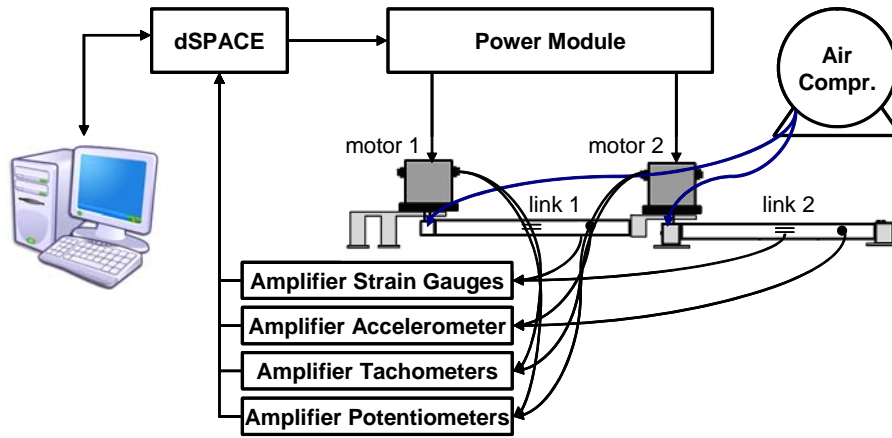 dSPACE
Power Module
Air
Compr.
motor 1
motor 2
link 1
link 2
Amplifier Strain Gauges
Amplifier Accelerometer
Amplifier Tachometers
Amplifier Potentiometers